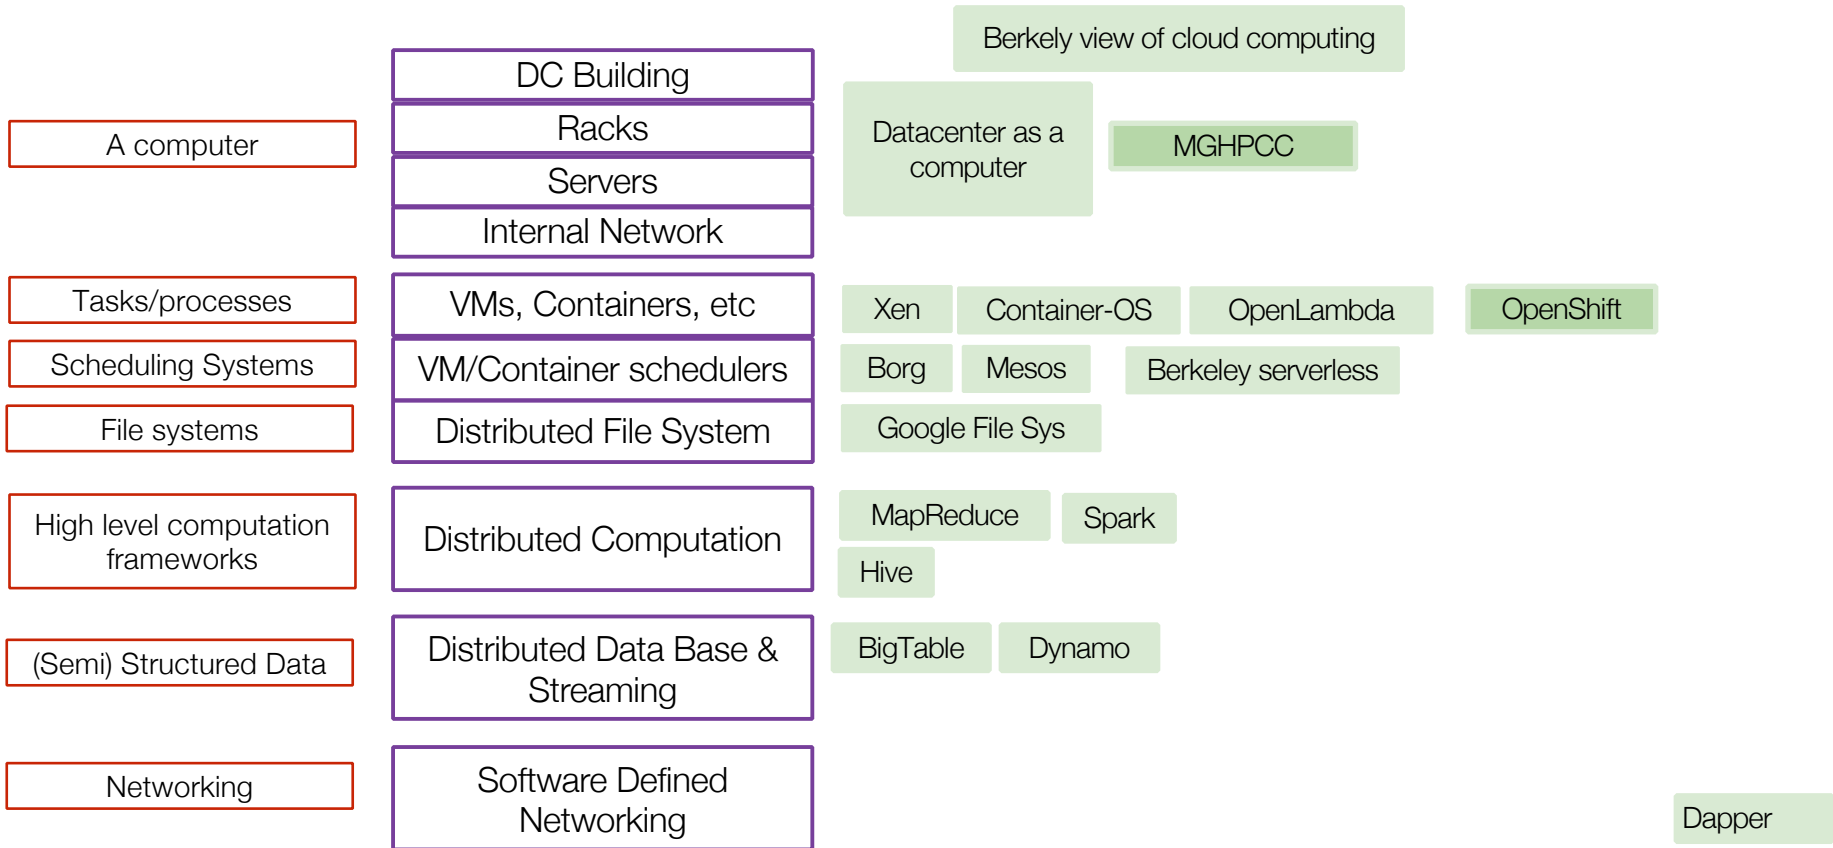 Berkely view of cloud computing
DC Building
A computer
Racks
Datacenter as a
computer
MGHPCC
Servers
Internal Network
Tasks/processes
VMs, Containers, etc
Xen
Container-OS
OpenLambda
OpenShift
Scheduling Systems
VM/Container schedulers
Borg
Mesos
Berkeley serverless
File systems
Distributed File System
Google File Sys
High level computation
frameworks
Distributed Computation
MapReduce
Spark
Hive
(Semi) Structured Data
Distributed Data Base &
Streaming
BigTable
Dynamo
Networking
Software Defined
Networking
Dapper